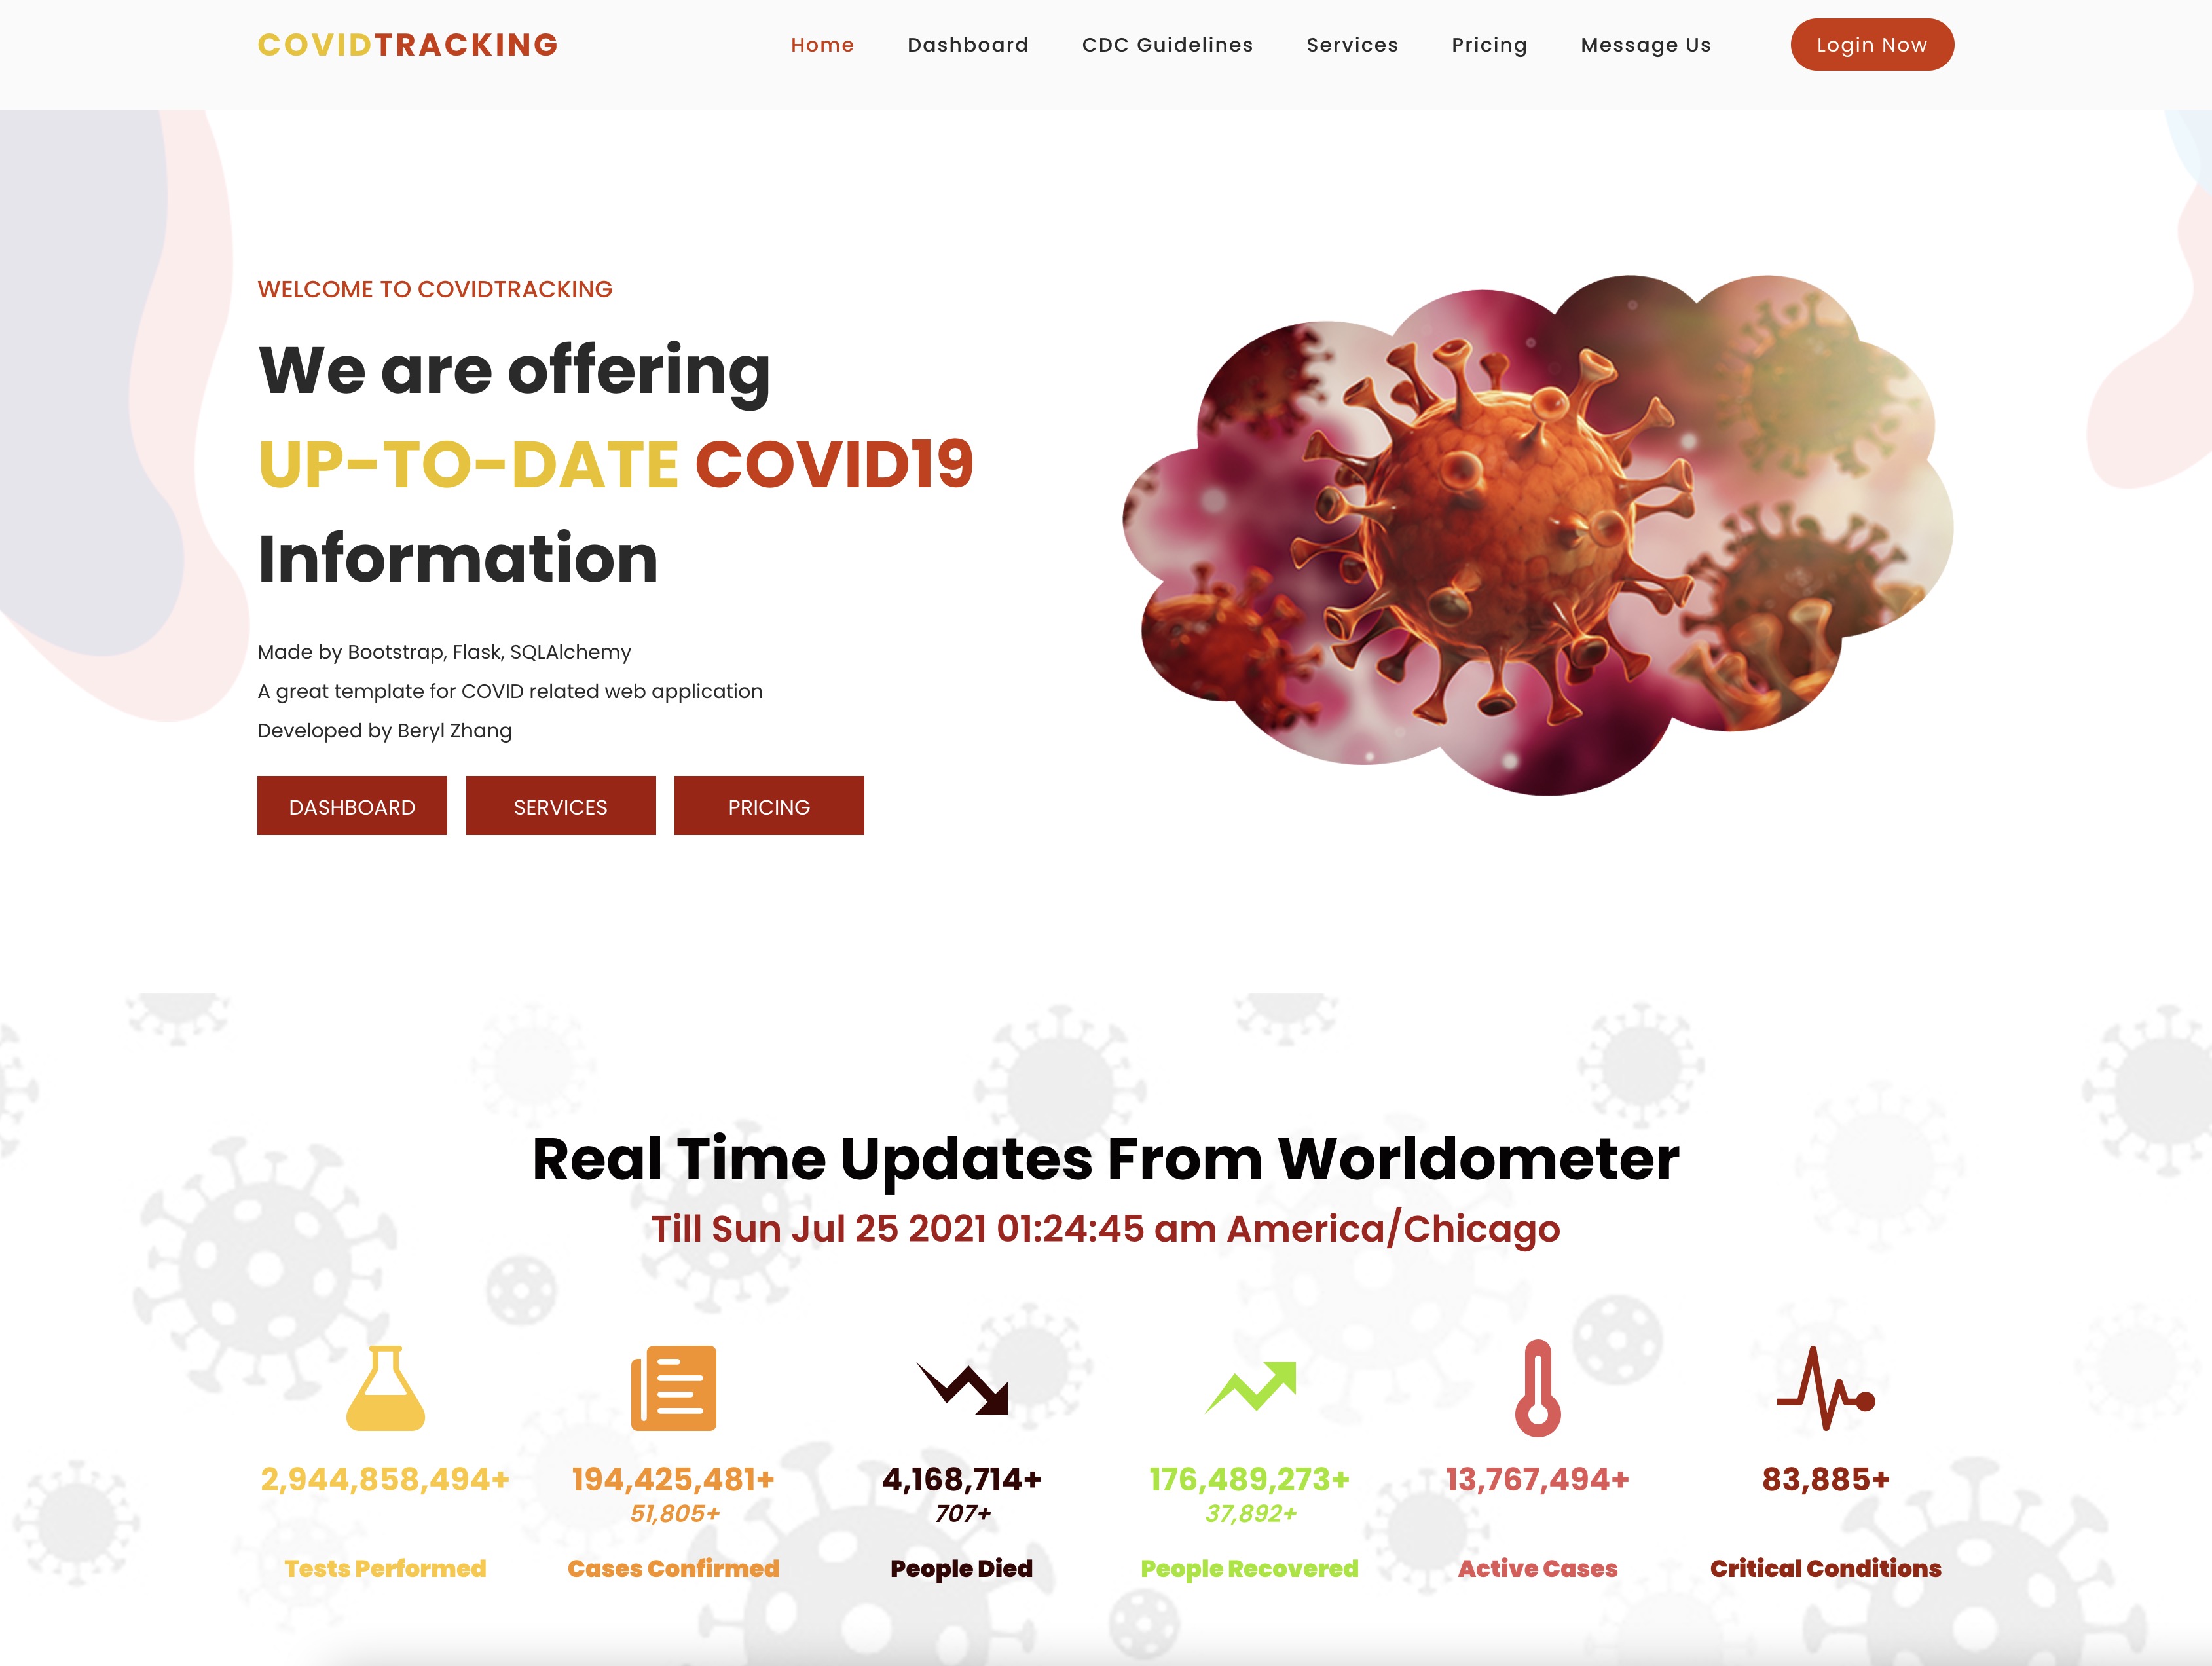 COVIDTRACKING
Home Dashboard CDC Guidelines Services Pricing Message Us Login Now
WELCOME TO COVIDTRACKING
We are offering
UP-TO-DATE COVID19
Information
Made by Bootstrap, Flask, SQLAlchemy
A great template for COVID related web application
Developed by Beryl Zhang
DASHBOARD SERVICES PRICING
Real Time Updates From Worldometer
Till Sun Jul 25 2021 01:24:45 am America/Chicago
2,944,858,494+ 194,425,481+ 4,168,714+ 176,489,273+ 13,767,494+ 83,885+
51,805+ 707+ 37,892+
Tests Performed Cases Confirmed People Died People Recovered Active Cases Critical Conditions